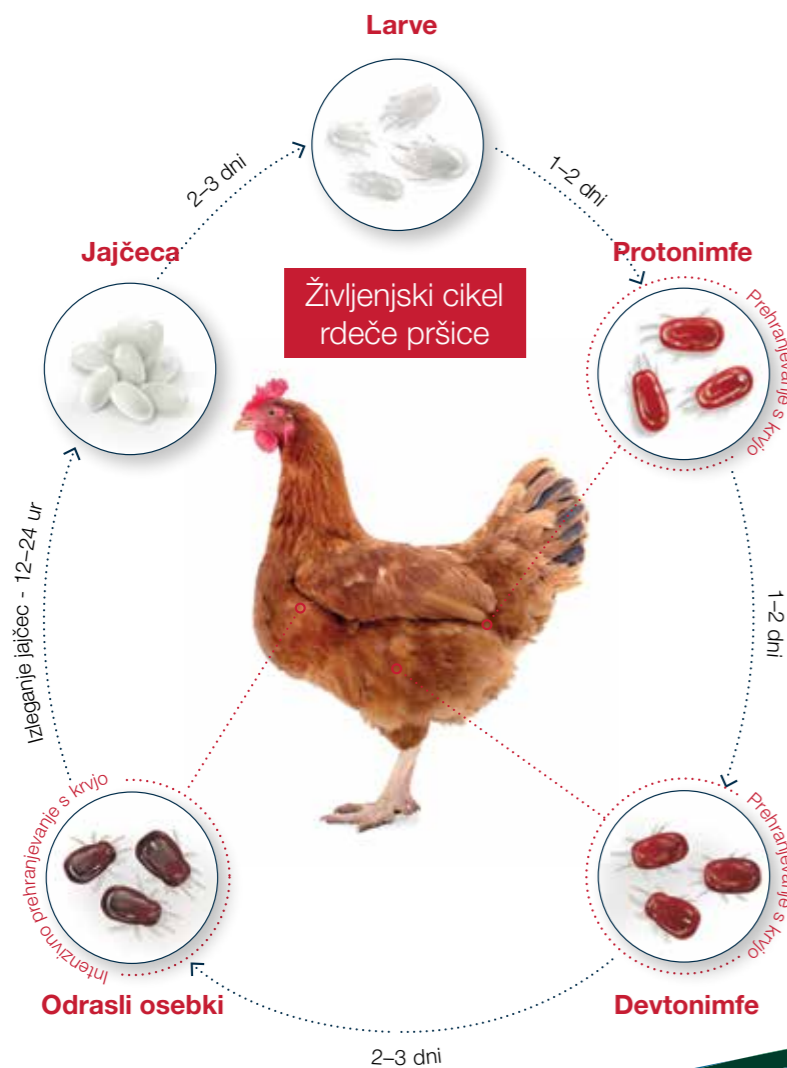 Larve
2–3 dni
1–2 dni
Jajčeca
Protonimfe
Prehranjevanje s krvjo
Življenjski cikel
rdeče pršice
Izleganje jajčec - 12–24 ur
1–2 dni
Intenzivno prehranjevanje s krvjo
Prehranjevanje s krvjo
Odrasli osebki
Devtonimfe
2–3 dni